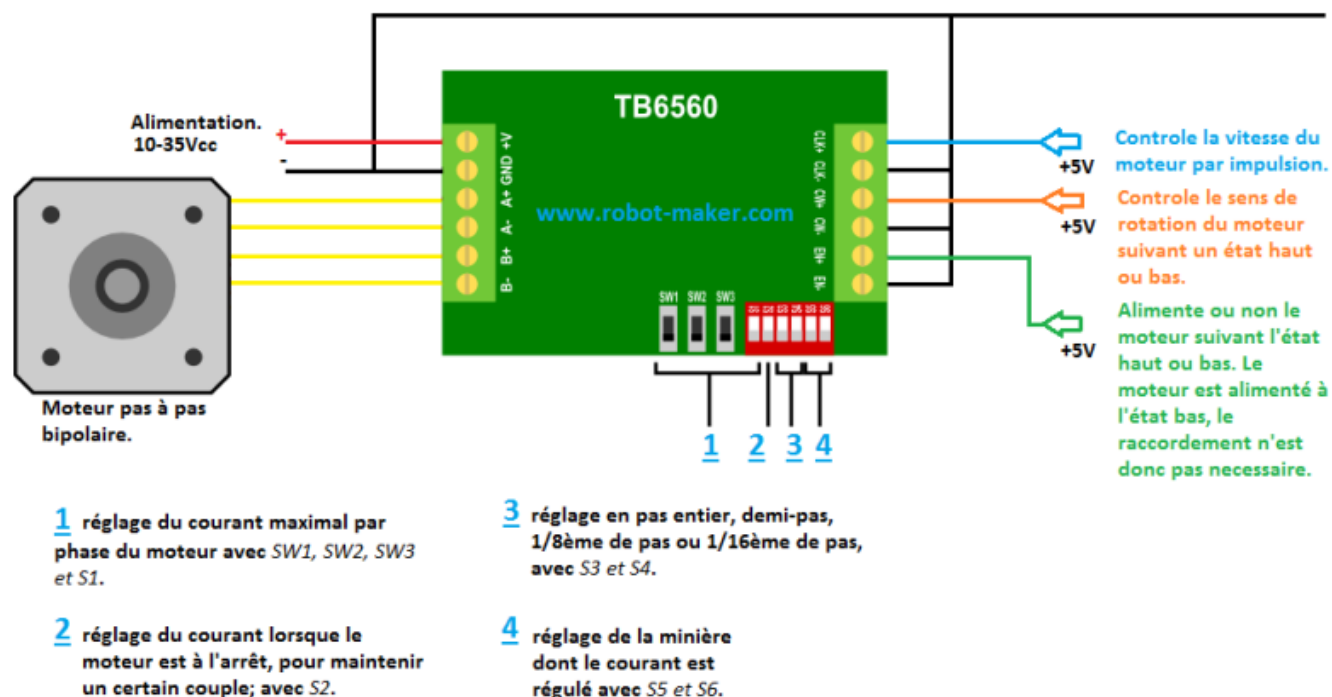 TB6560
www.robot-maker.com
Alimentation.
10-35Vcc
+
-
+V
GND
A+
A-
B+
B-
CLK+
CLK-
CW+
CW-
EN+
EN-
SW1 SW2 SW3
S1 S2 S3
+5V
+5V
+5V
Controle la vitesse du
moteur par impulsion.
Controle le sens de
rotation du moteur
suivant un état haut
ou bas.
Alimente ou non le
moteur suivant l'état
haut ou bas. Le
moteur est alimenté à
l'état bas, le
raccordement n'est
donc pas necessaire.
Moteur pas à pas
bipolaire.
1 2 3 4
1 réglage du courant maximal par
phase du moteur avec SW1, SW2, SW3
et S1.
2 réglage du courant lorsque le
moteur est à l'arrêt, pour maintenir
un certain couple; avec S2.
3 réglage en pas entier, demi-pas,
1/8ème de pas ou 1/16ème de pas,
avec S3 et S4.
4 réglage de la minière
dont le courant est
régulé avec S5 et S6.